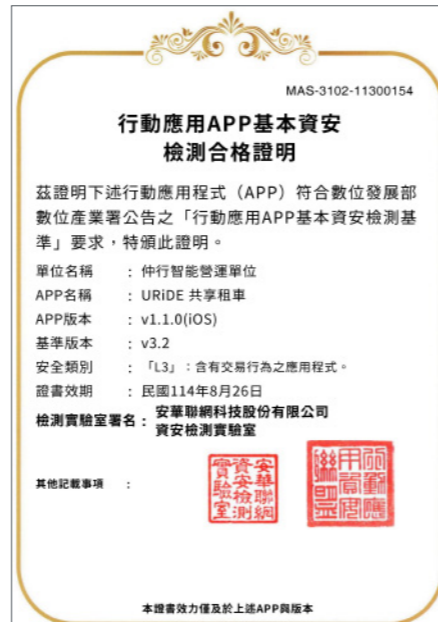 MAS-3102-11300154
行動應用APP基本資安
檢測合格證明
茲證明下述行動應用程式（APP）符合數位發展部
數位產業署公告之「行動應用APP基本資安檢測基
準」要求，特頒此證明。
單位名稱 ：仲行智能營運單位
APP名稱 ：URiDE 共享租車
APP版本 ：v1.1.0(iOS)
基準版本 ：v3.2
安全類別 ：「L3」：含有交易行為之應用程式。
證書效期 ：民國114年8月26日
檢測實驗室署名：安華聯網科技股份有限公司
資安檢測實驗室
其他記載事項 ：
安華聯網
資安檢測
實驗室
行動應
用資安
聯盟
本證書效力僅及於上述APP與版本